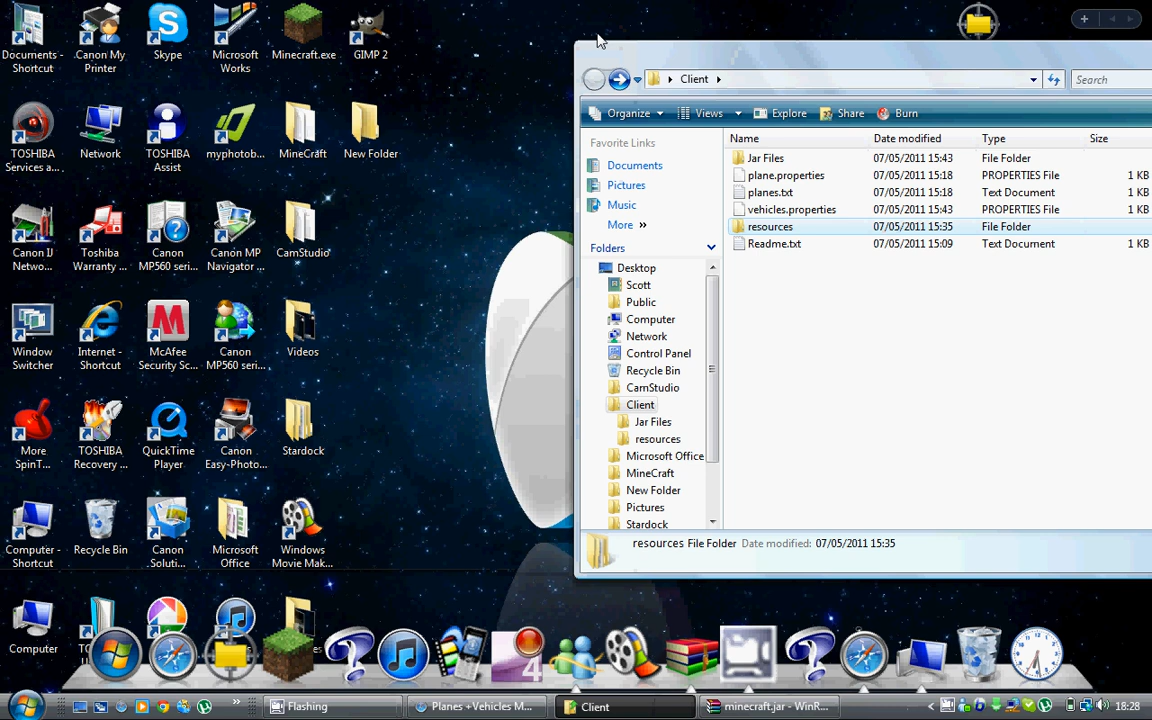 Documents - Shortcut
Canon My Printer
Skype
Microsoft Works
Minecraft.exe
GIMP 2
TOSHIBA Services a...
Network
TOSHIBA Assist
myphotob...
MineCraft
New Folder
Canon IJ Netwo...
Toshiba Warranty ...
Canon MP560 seri...
Canon MP Navigator ...
CamStudio
Window Switcher
Internet - Shortcut
McAfee Security Sc...
Canon MP560 seri...
Videos
More SpinT...
TOSHIBA Recovery ...
QuickTime Player
Canon Easy-Photo...
Stardock
Computer - Shortcut
Recycle Bin
Canon Soluti...
Microsoft Office
Windows Movie Mak...
Computer
Client
Search
Organize
Views
Explore
Share
Burn
Favorite Links
Documents
Pictures
Music
More »
Folders
Desktop
Scott
Public
Computer
Network
Control Panel
Recycle Bin
CamStudio
Client
Jar Files
resources
Microsoft Office
MineCraft
New Folder
Pictures
Stardock
Name Date modified Type Size
Jar Files 07/05/2011 15:43 File Folder
plane.properties 07/05/2011 15:18 PROPERTIES File 1 KB
planes.txt 07/05/2011 15:18 Text Document 1 KB
vehicles.properties 07/05/2011 15:43 PROPERTIES File 1 KB
resources 07/05/2011 15:35 File Folder
Readme.txt 07/05/2011 15:09 Text Document 1 KB
resources File Folder Date modified: 07/05/2011 15:35
4
Flashing
Planes +Vehicles M...
Client
minecraft.jar - WinR...
18:28